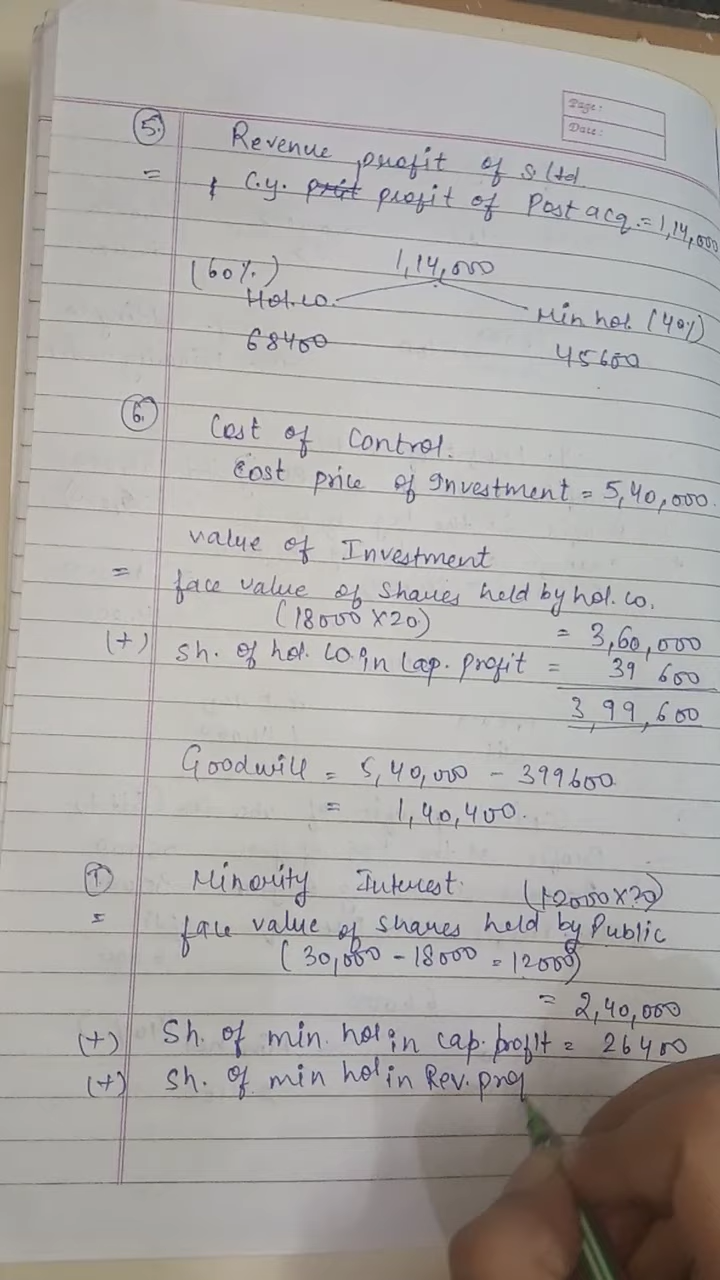 Page:
Date:
5. Revenue profit of S Ltd
= C.y. profit of Post acq. = 1,14,000
(60%) 1,14,000
Hol. co. Min hol. (40%)
68400 45600
6. Cost of Control.
Cost price of Investment = 5,40,000.
Value of Investment
= face value of shares held by hol. co.
(18000 X 20) = 3,60,000
(+) Sh. of hol. co. in Cap. profit = 39 600
3,99,600
Goodwill = 5,40,000 - 399600
= 1,40,400.
7. Minority Interest. (12000 X 20)
= face value of shares held by Public
(30,000 - 18000 = 12000)
= 2,40,000
(+) Sh. of min. hol in cap. profit = 26400
(+) Sh. of min hol in Rev. prof